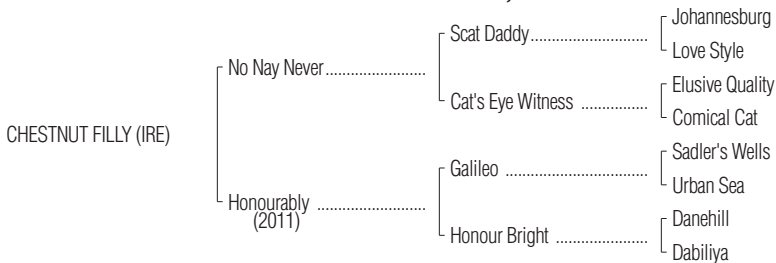 Johannesburg
Scat Daddy
Love Style
No Nay Never
Elusive Quality
Cat's Eye Witness
Comical Cat
CHESTNUT FILLY (IRE)
Sadler's Wells
Galileo
Urban Sea
Honourably
(2011)
Danehill
Honour Bright
Dabiliya